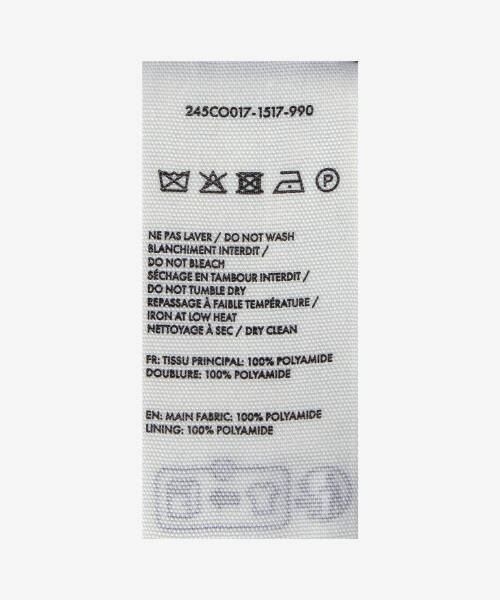 245CO017-1517-990
P
NE PAS LAVER / DO NOT WASH
BLANCHIMENT INTERDIT /
DO NOT BLEACH
SÉCHAGE EN TAMBOUR INTERDIT /
DO NOT TUMBLE DRY
REPASSAGE À FAIBLE TEMPÉRATURE /
IRON AT LOW HEAT
NETTOYAGE À SEC / DRY CLEAN
FR: TISSU PRINCIPAL: 100% POLYAMIDE
DOUBLURE: 100% POLYAMIDE
EN: MAIN FABRIC: 100% POLYAMIDE
LINING: 100% POLYAMIDE